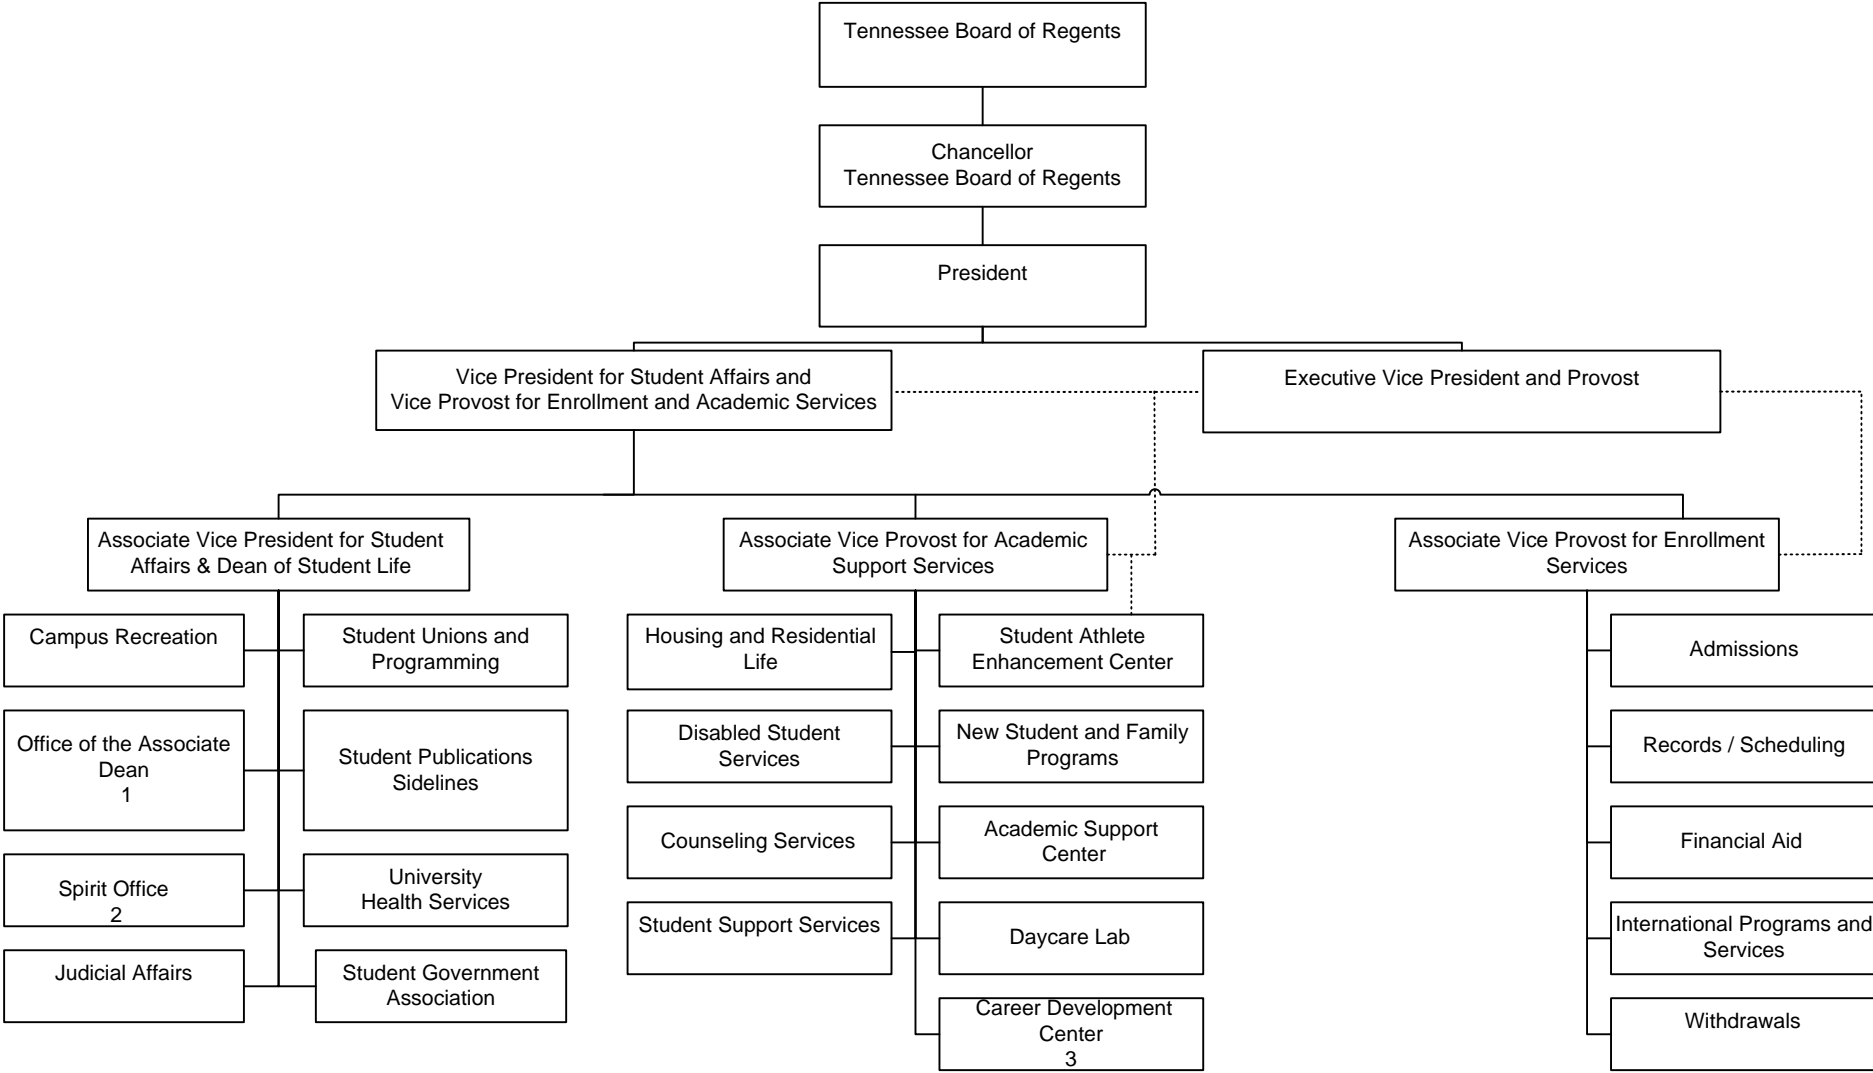 Tennessee Board of Regents
Chancellor
Tennessee Board of Regents
President
Vice President for Student Affairs and
Vice Provost for Enrollment and Academic Services
Executive Vice President and Provost
Associate Vice President for Student
Affairs & Dean of Student Life
Associate Vice Provost for Academic
Support Services
Associate Vice Provost for Enrollment
Services
Campus Recreation
Student Unions and
Programming
Office of the Associate
Dean
1
Student Publications
Sidelines
Spirit Office
2
University
Health Services
Judicial Affairs
Student Government
Association
Housing and Residential
Life
Student Athlete
Enhancement Center
Disabled Student
Services
New Student and Family
Programs
Counseling Services
Academic Support
Center
Student Support Services
Daycare Lab
Career Development
Center
3
Admissions
Records / Scheduling
Financial Aid
International Programs and
Services
Withdrawals